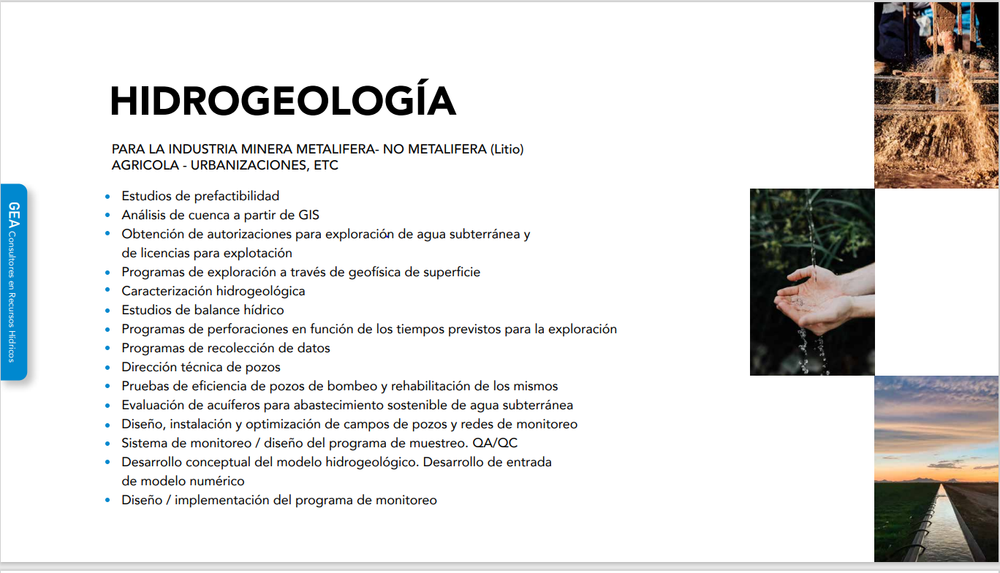 HIDROGEOLOGÍA
PARA LA INDUSTRIA MINERA METALIFERA- NO METALIFERA (Litio)
AGRICOLA - URBANIZACIONES, ETC
• Estudios de prefactibilidad
• Análisis de cuenca a partir de GIS
• Obtención de autorizaciones para exploración de agua subterránea y
de licencias para explotación
• Programas de exploración a través de geofísica de superficie
• Caracterización hidrogeológica
• Estudios de balance hídrico
• Programas de perforaciones en función de los tiempos previstos para la exploración
• Programas de recolección de datos
• Dirección técnica de pozos
• Pruebas de eficiencia de pozos de bombeo y rehabilitación de los mismos
• Evaluación de acuíferos para abastecimiento sostenible de agua subterránea
• Diseño, instalación y optimización de campos de pozos y redes de monitoreo
• Sistema de monitoreo / diseño del programa de muestreo. QA/QC
• Desarrollo conceptual del modelo hidrogeológico. Desarrollo de entrada
de modelo numérico
• Diseño / implementación del programa de monitoreo
GEA Consultores en Recursos Hídricos